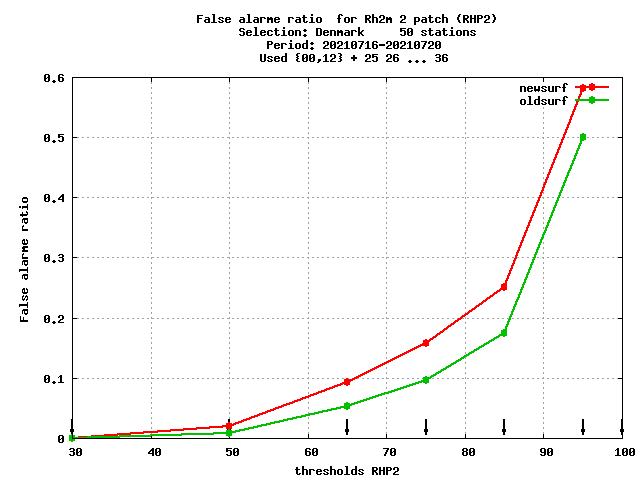 False alarme ratio  for Rh2m 2 patch (RHP2)
Selection: Denmark     50 stations
Period: 20210716-20210720
Used {00,12} + 25 26 ... 36
newsurf
oldsurf
False alarme ratio
0.6
0.5
0.4
0.3
0.2
0.1
0
30 40 50 60 70 80 90 100
thresholds RHP2